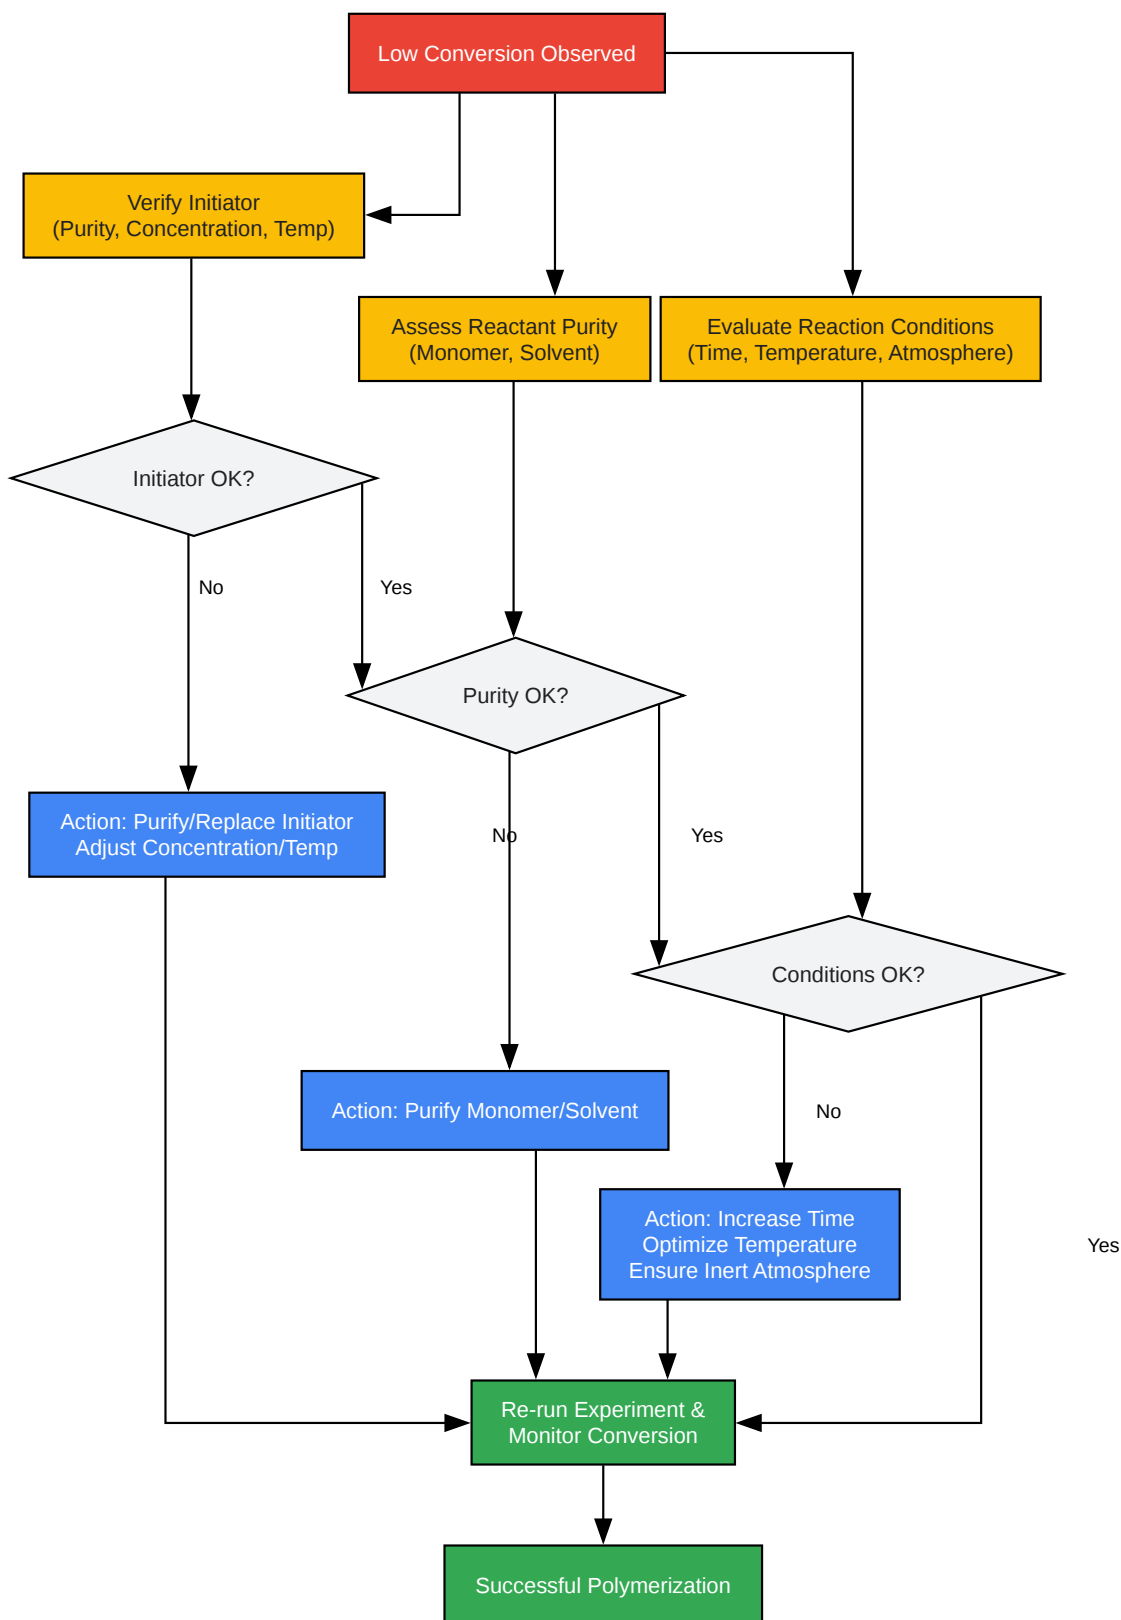 Low Conversion Observed
Verify Initiator
(Purity, Concentration, Temp)
Assess Reactant Purity
(Monomer, Solvent)
Evaluate Reaction Conditions
(Time, Temperature, Atmosphere)
Initiator OK?
No
Yes
Purity OK?
Action: Purify/Replace Initiator
Adjust Concentration/Temp
No
Yes
Conditions OK?
Action: Purify Monomer/Solvent
No
Action: Increase Time
Optimize Temperature
Ensure Inert Atmosphere
Yes
Re-run Experiment &
Monitor Conversion
Successful Polymerization